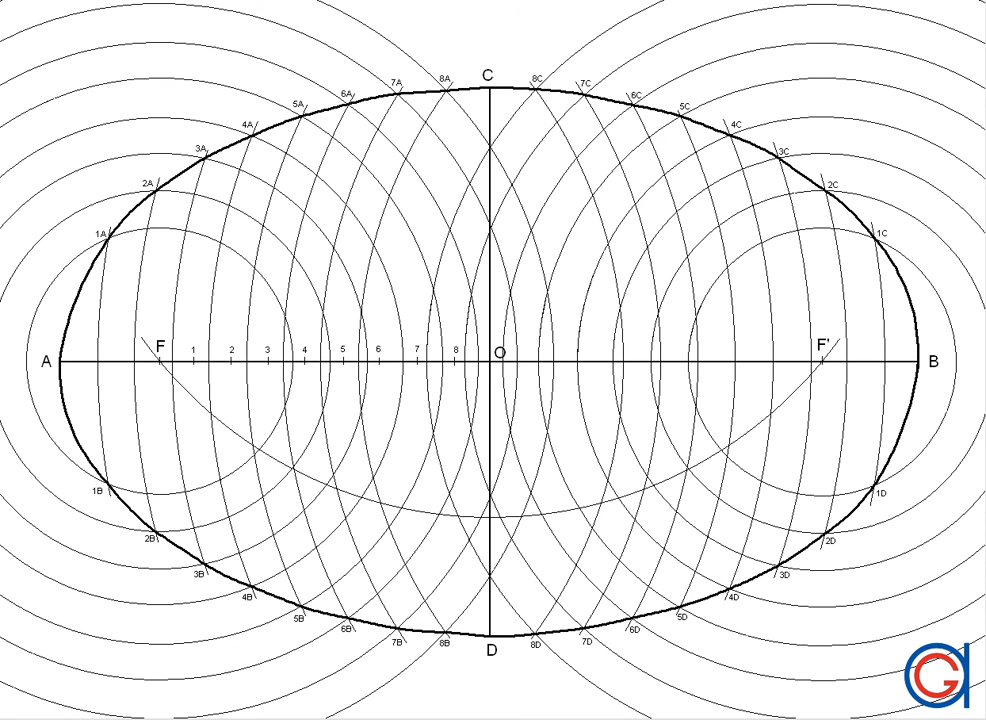 C
7A 8A 8C 7C
6A 6C
5A 5C
4A 4C
3A 3C
2A 2C
1A 1C
F 1 2 3 4 5 6 7 8 O F'
A B
1B 1D
2B 2D
3B 3D
4B 4D
5B 5D
6B 6D
7B 8B 8D 7D
D